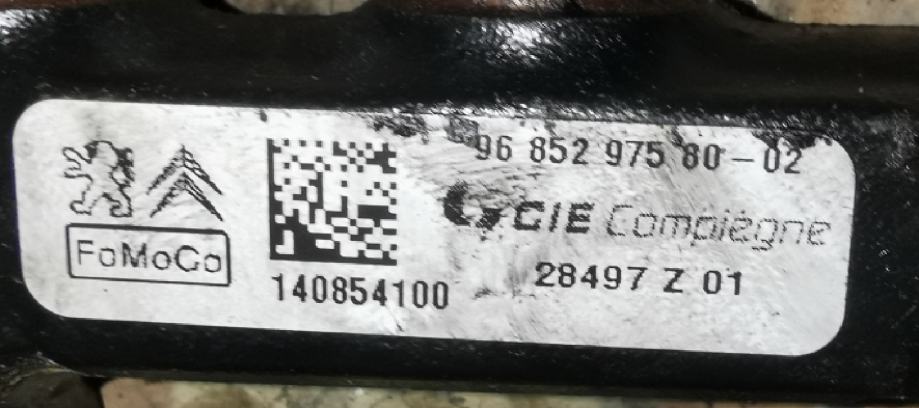 96 852 975 80-02
CIE Compiègne
FoMoCo
140854100
28497 Z 01